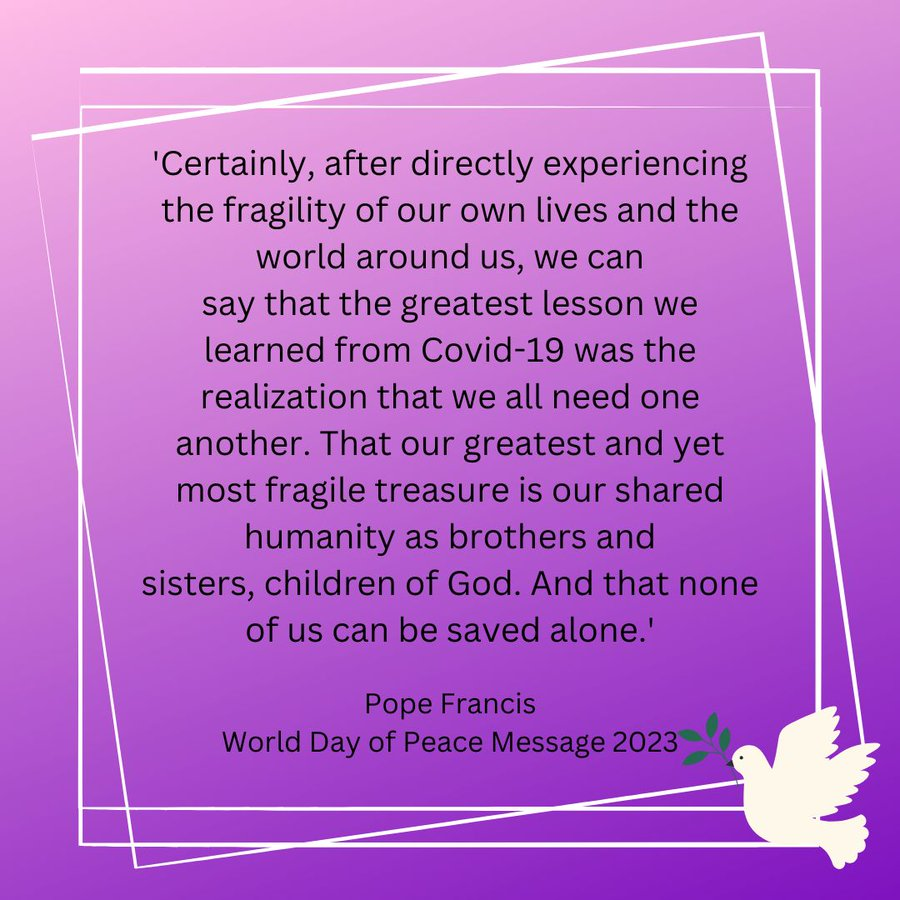 'Certainly, after directly experiencing
the fragility of our own lives and the
world around us, we can
say that the greatest lesson we
learned from Covid-19 was the
realization that we all need one
another. That our greatest and yet
most fragile treasure is our shared
humanity as brothers and
sisters, children of God. And that none
of us can be saved alone.'
Pope Francis
World Day of Peace Message 2023